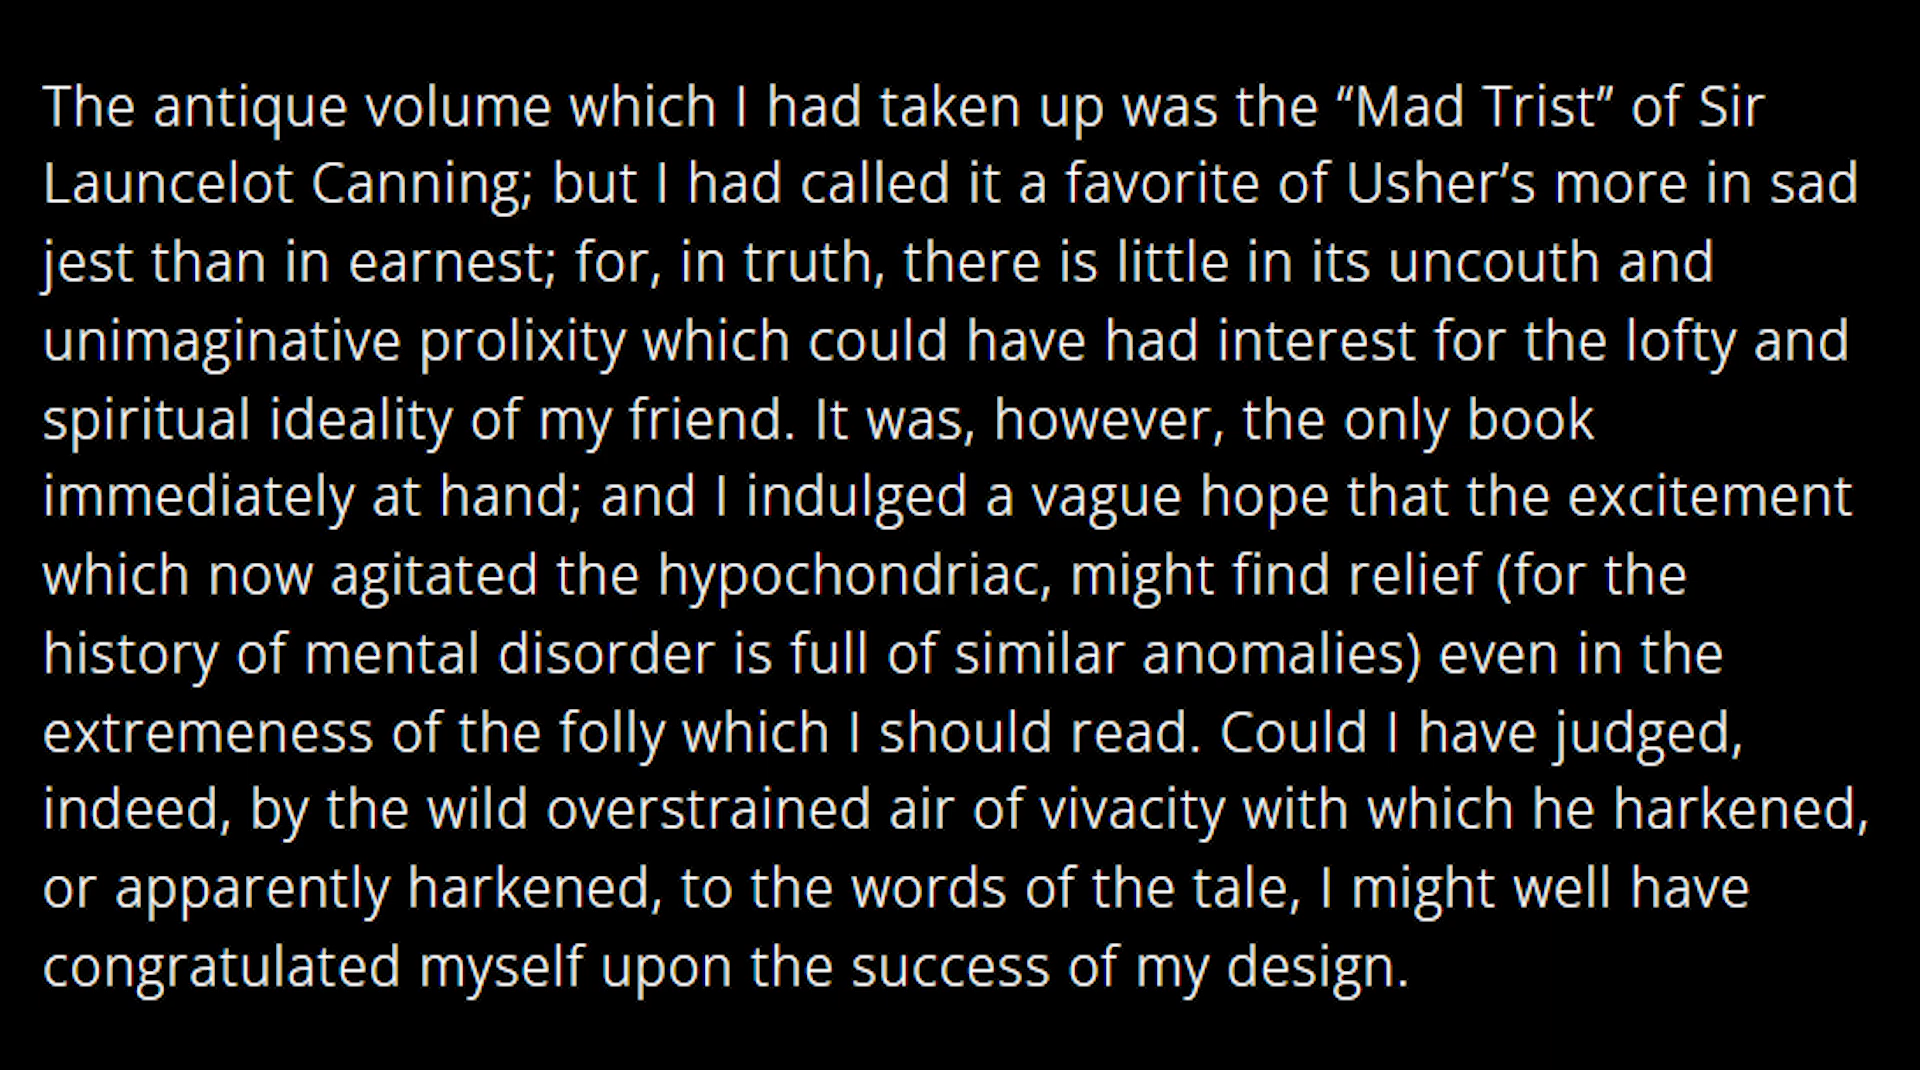 The antique volume which I had taken up was the “Mad Trist” of Sir
Launcelot Canning; but I had called it a favorite of Usher’s more in sad
jest than in earnest; for, in truth, there is little in its uncouth and
unimaginative prolixity which could have had interest for the lofty and
spiritual ideality of my friend. It was, however, the only book
immediately at hand; and I indulged a vague hope that the excitement
which now agitated the hypochondriac, might find relief (for the
history of mental disorder is full of similar anomalies) even in the
extremeness of the folly which I should read. Could I have judged,
indeed, by the wild overstrained air of vivacity with which he harkened,
or apparently harkened, to the words of the tale, I might well have
congratulated myself upon the success of my design.